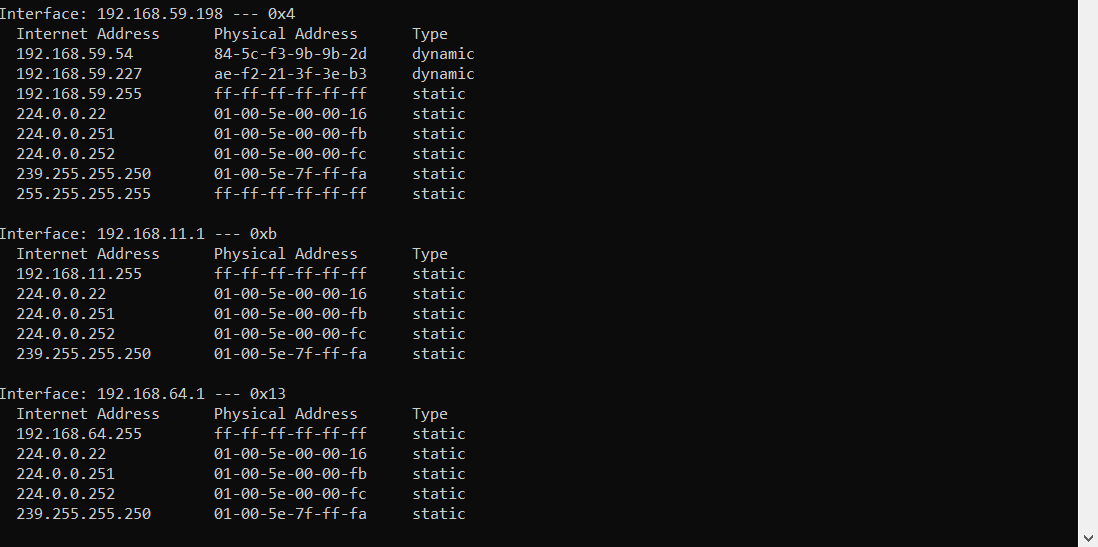 Interface: 192.168.59.198 --- 0x4
  Internet Address      Physical Address      Type
  192.168.59.54         84-5c-f3-9b-9b-2d     dynamic
  192.168.59.227        ae-f2-21-3f-3e-b3     dynamic
  192.168.59.255        ff-ff-ff-ff-ff-ff     static
  224.0.0.22            01-00-5e-00-00-16     static
  224.0.0.251           01-00-5e-00-00-fb     static
  224.0.0.252           01-00-5e-00-00-fc     static
  239.255.255.250       01-00-5e-7f-ff-fa     static
  255.255.255.255       ff-ff-ff-ff-ff-ff     static

Interface: 192.168.11.1 --- 0xb
  Internet Address      Physical Address      Type
  192.168.11.255        ff-ff-ff-ff-ff-ff     static
  224.0.0.22            01-00-5e-00-00-16     static
  224.0.0.251           01-00-5e-00-00-fb     static
  224.0.0.252           01-00-5e-00-00-fc     static
  239.255.255.250       01-00-5e-7f-ff-fa     static

Interface: 192.168.64.1 --- 0x13
  Internet Address      Physical Address      Type
  192.168.64.255        ff-ff-ff-ff-ff-ff     static
  224.0.0.22            01-00-5e-00-00-16     static
  224.0.0.251           01-00-5e-00-00-fb     static
  224.0.0.252           01-00-5e-00-00-fc     static
  239.255.255.250       01-00-5e-7f-ff-fa     static